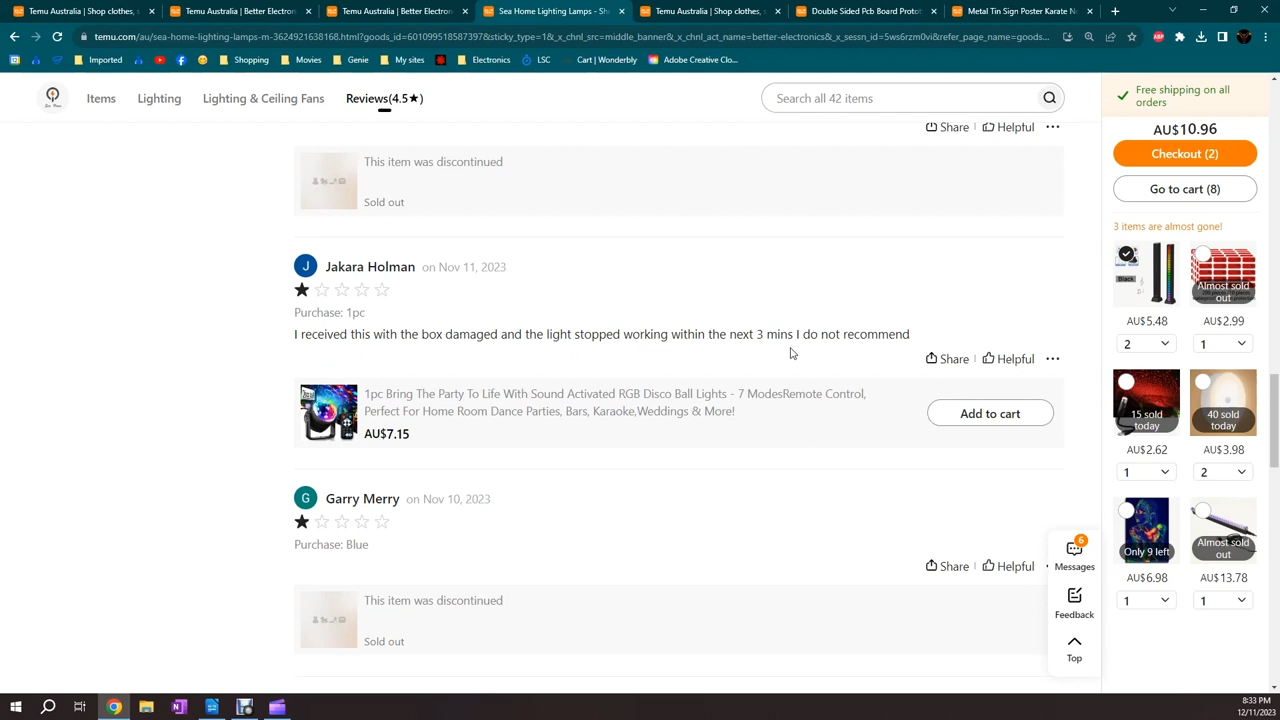 Temu Australia | Shop clothes, s
Temu Australia | Better Electron
Temu Australia | Better Electron
Sea Home Lighting Lamps - Sh
Temu Australia | Shop clothes,
Double Sided Pcb Board Protot
Metal Tin Sign Poster Karate N
temu.com/au/sea-home-lighting-lamps-m-3624921638168.html?goods_id=601099518587397&sticky_type=1&_x_chnl_src=middle_banner&_x_chnl_act_name=better-electronics&_x_sessn_id=5ws6rzm0vi&refer_page_name=goods...
Imported
Shopping
Movies
Genie
My sites
Electronics
LSC
Cart | Wonderbly
Adobe Creative Clo...
Items
Lighting
Lighting & Ceiling Fans
Reviews(4.5★)
Search all 42 items
Share
Helpful
This item was discontinued
Sold out
J
Jakara Holman on Nov 11, 2023
Purchase: 1pc
I received this with the box damaged and the light stopped working within the next 3 mins I do not recommend
Share
Helpful
1pc Bring The Party To Life With Sound Activated RGB Disco Ball Lights - 7 ModesRemote Control,
Perfect For Home Room Dance Parties, Bars, Karaoke,Weddings & More!
AU$7.15
Add to cart
G
Garry Merry on Nov 10, 2023
Purchase: Blue
Share
Helpful
This item was discontinued
Sold out
6
Messages
Feedback
Top
Free shipping on all
orders
AU$10.96
Checkout (2)
Go to cart (8)
3 items are almost gone!
Black
Almost sold
out
AU$5.48
AU$2.99
2
1
15 sold
today
40 sold
today
AU$2.62
AU$3.98
1
2
Only 9 left
Almost sold
out
AU$6.98
AU$13.78
1
1
8:33 PM
12/11/2023